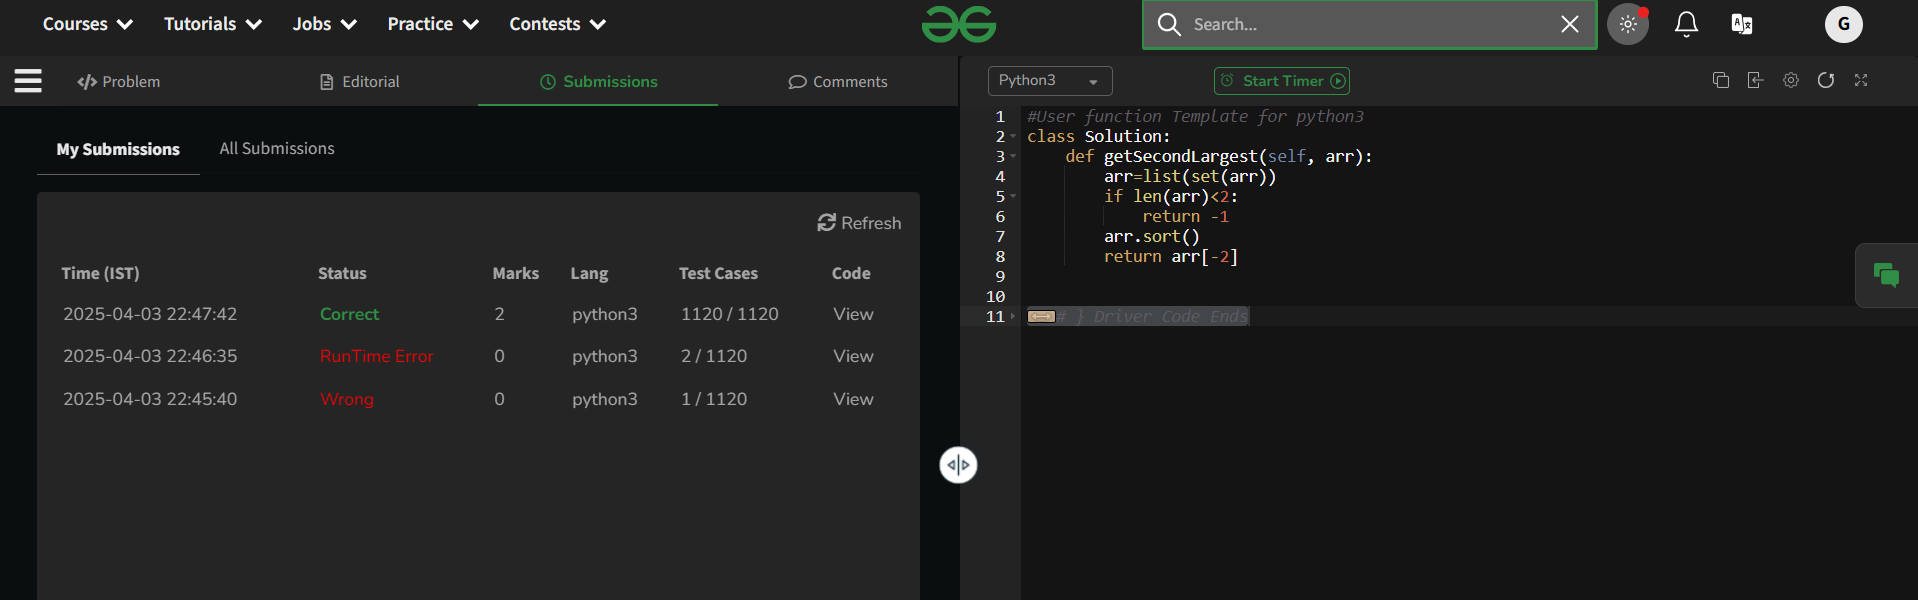 Courses Tutorials Jobs Practice Contests Search... G
Problem Editorial Submissions Comments
Python3 Start Timer
My Submissions All Submissions
Refresh
Time (IST) Status Marks Lang Test Cases Code
2025-04-03 22:47:42 Correct 2 python3 1120 / 1120 View
2025-04-03 22:46:35 RunTime Error 0 python3 2 / 1120 View
2025-04-03 22:45:40 Wrong 0 python3 1 / 1120 View
1 #User function Template for python3
2 class Solution:
3     def getSecondLargest(self, arr):
4         arr=list(set(arr))
5         if len(arr)<2:
6             return -1
7         arr.sort()
8         return arr[-2]
9
10
11 # } Driver Code Ends